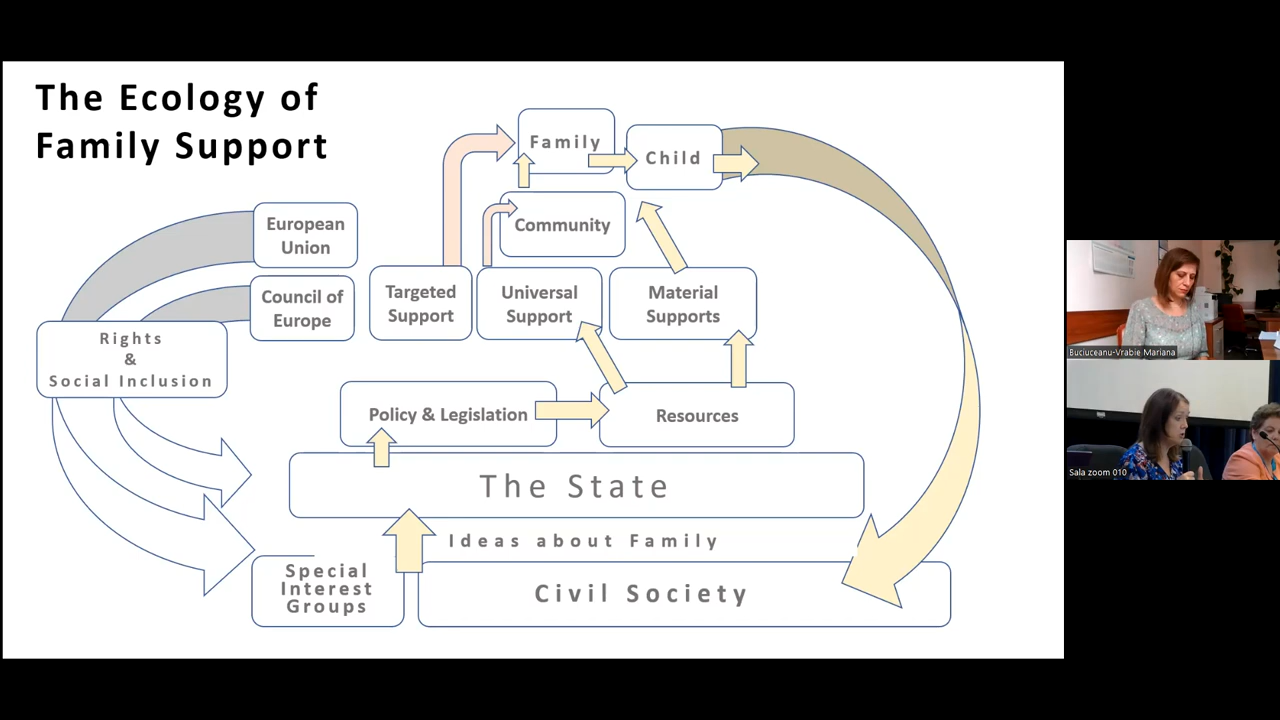 The Ecology of
Family Support
Family
Child
European
Union
Community
Council of
Europe
Targeted
Support
Universal
Support
Material
Supports
Rights
&
Social Inclusion
Policy & Legislation
Resources
The State
Ideas about Family
Special
Interest
Groups
Civil Society
Buciuceanu-Vrabie Mariana
Sala zoom 010